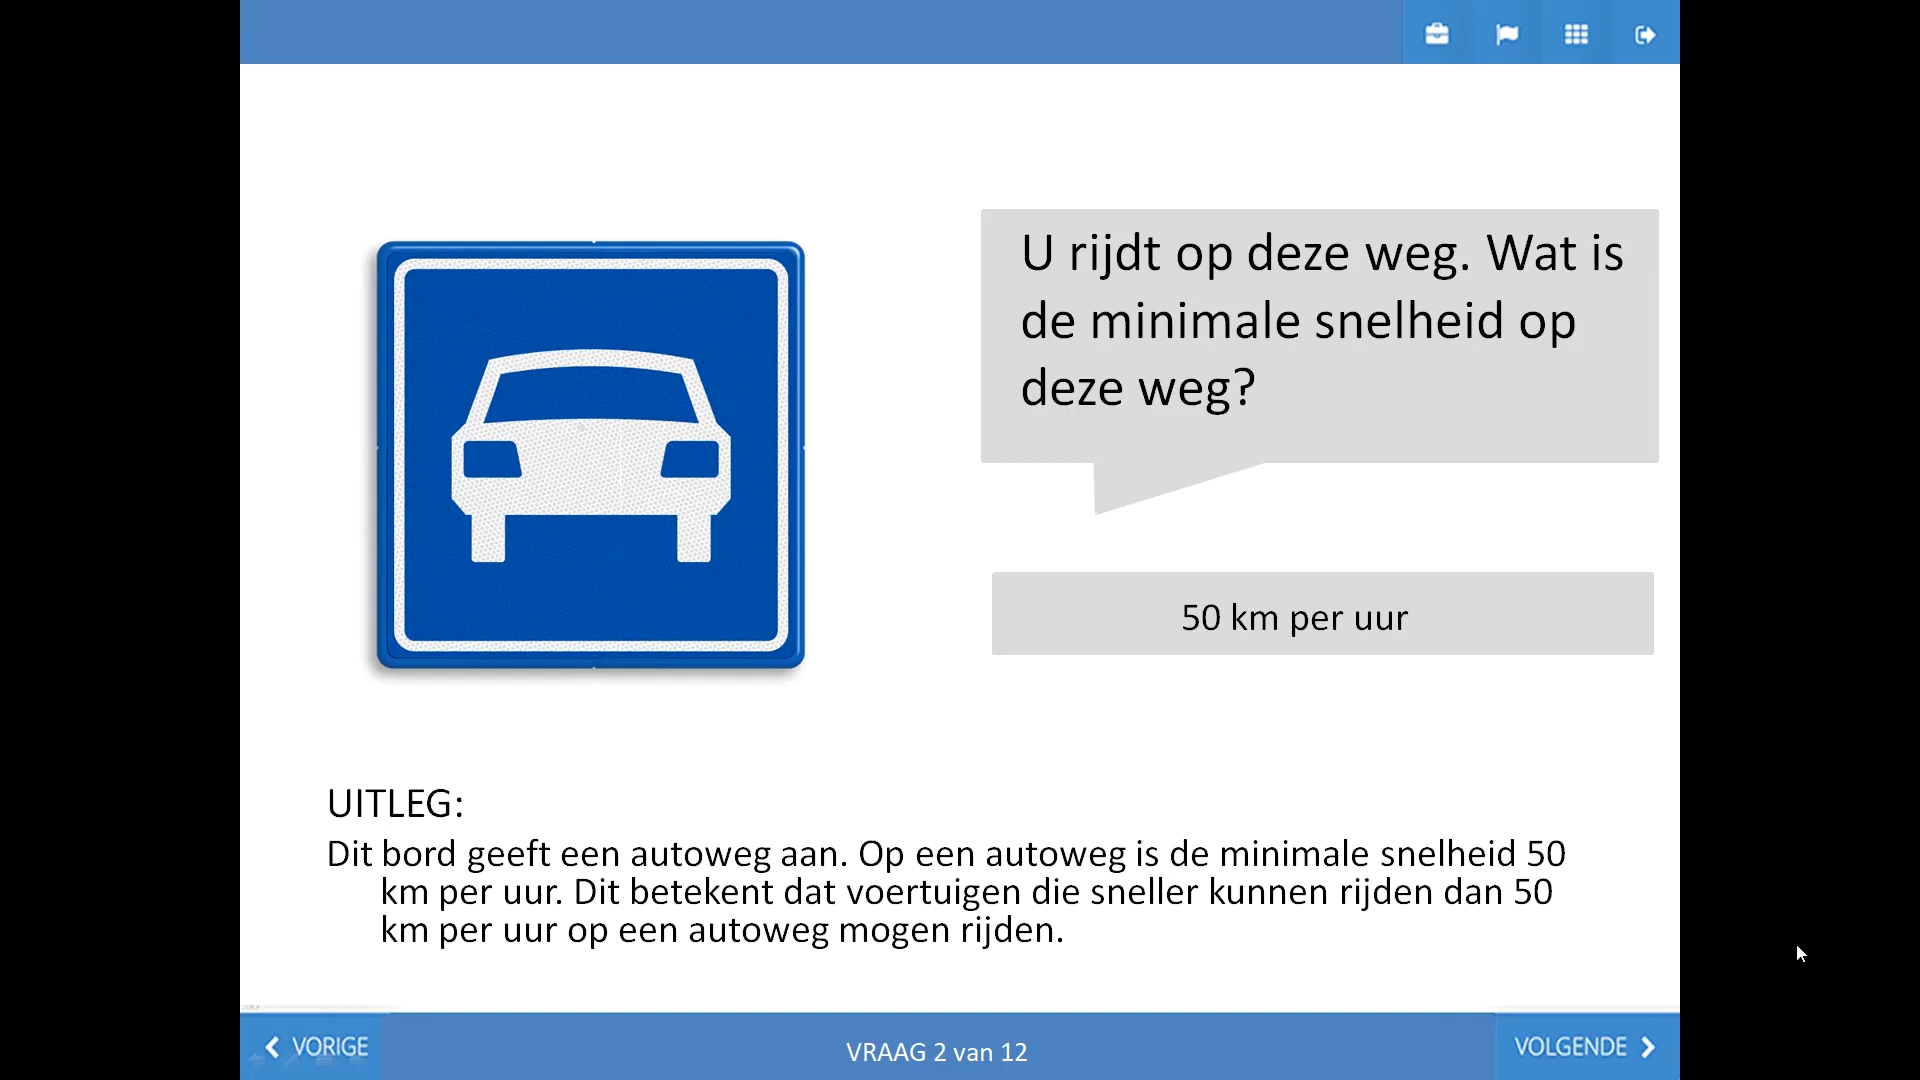 U rijdt op deze weg. Wat is
de minimale snelheid op
deze weg?
50 km per uur
UITLEG:
Dit bord geeft een autoweg aan. Op een autoweg is de minimale snelheid 50
km per uur. Dit betekent dat voertuigen die sneller kunnen rijden dan 50
km per uur op een autoweg mogen rijden.
VORIGE
VRAAG 2 van 12
VOLGENDE